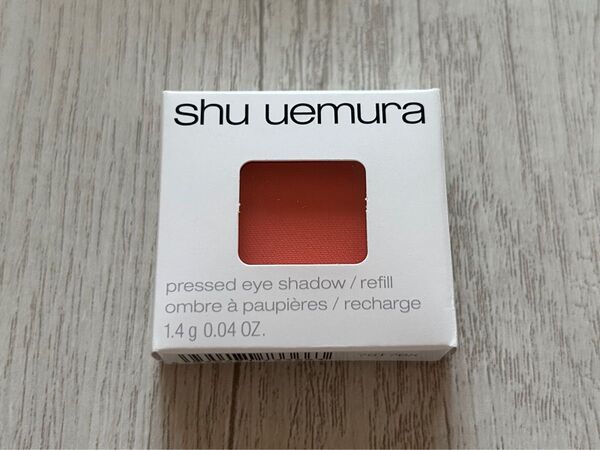 shu uemura
pressed eye shadow / refill
ombre à paupières / recharge
1.4 g 0.04 OZ.